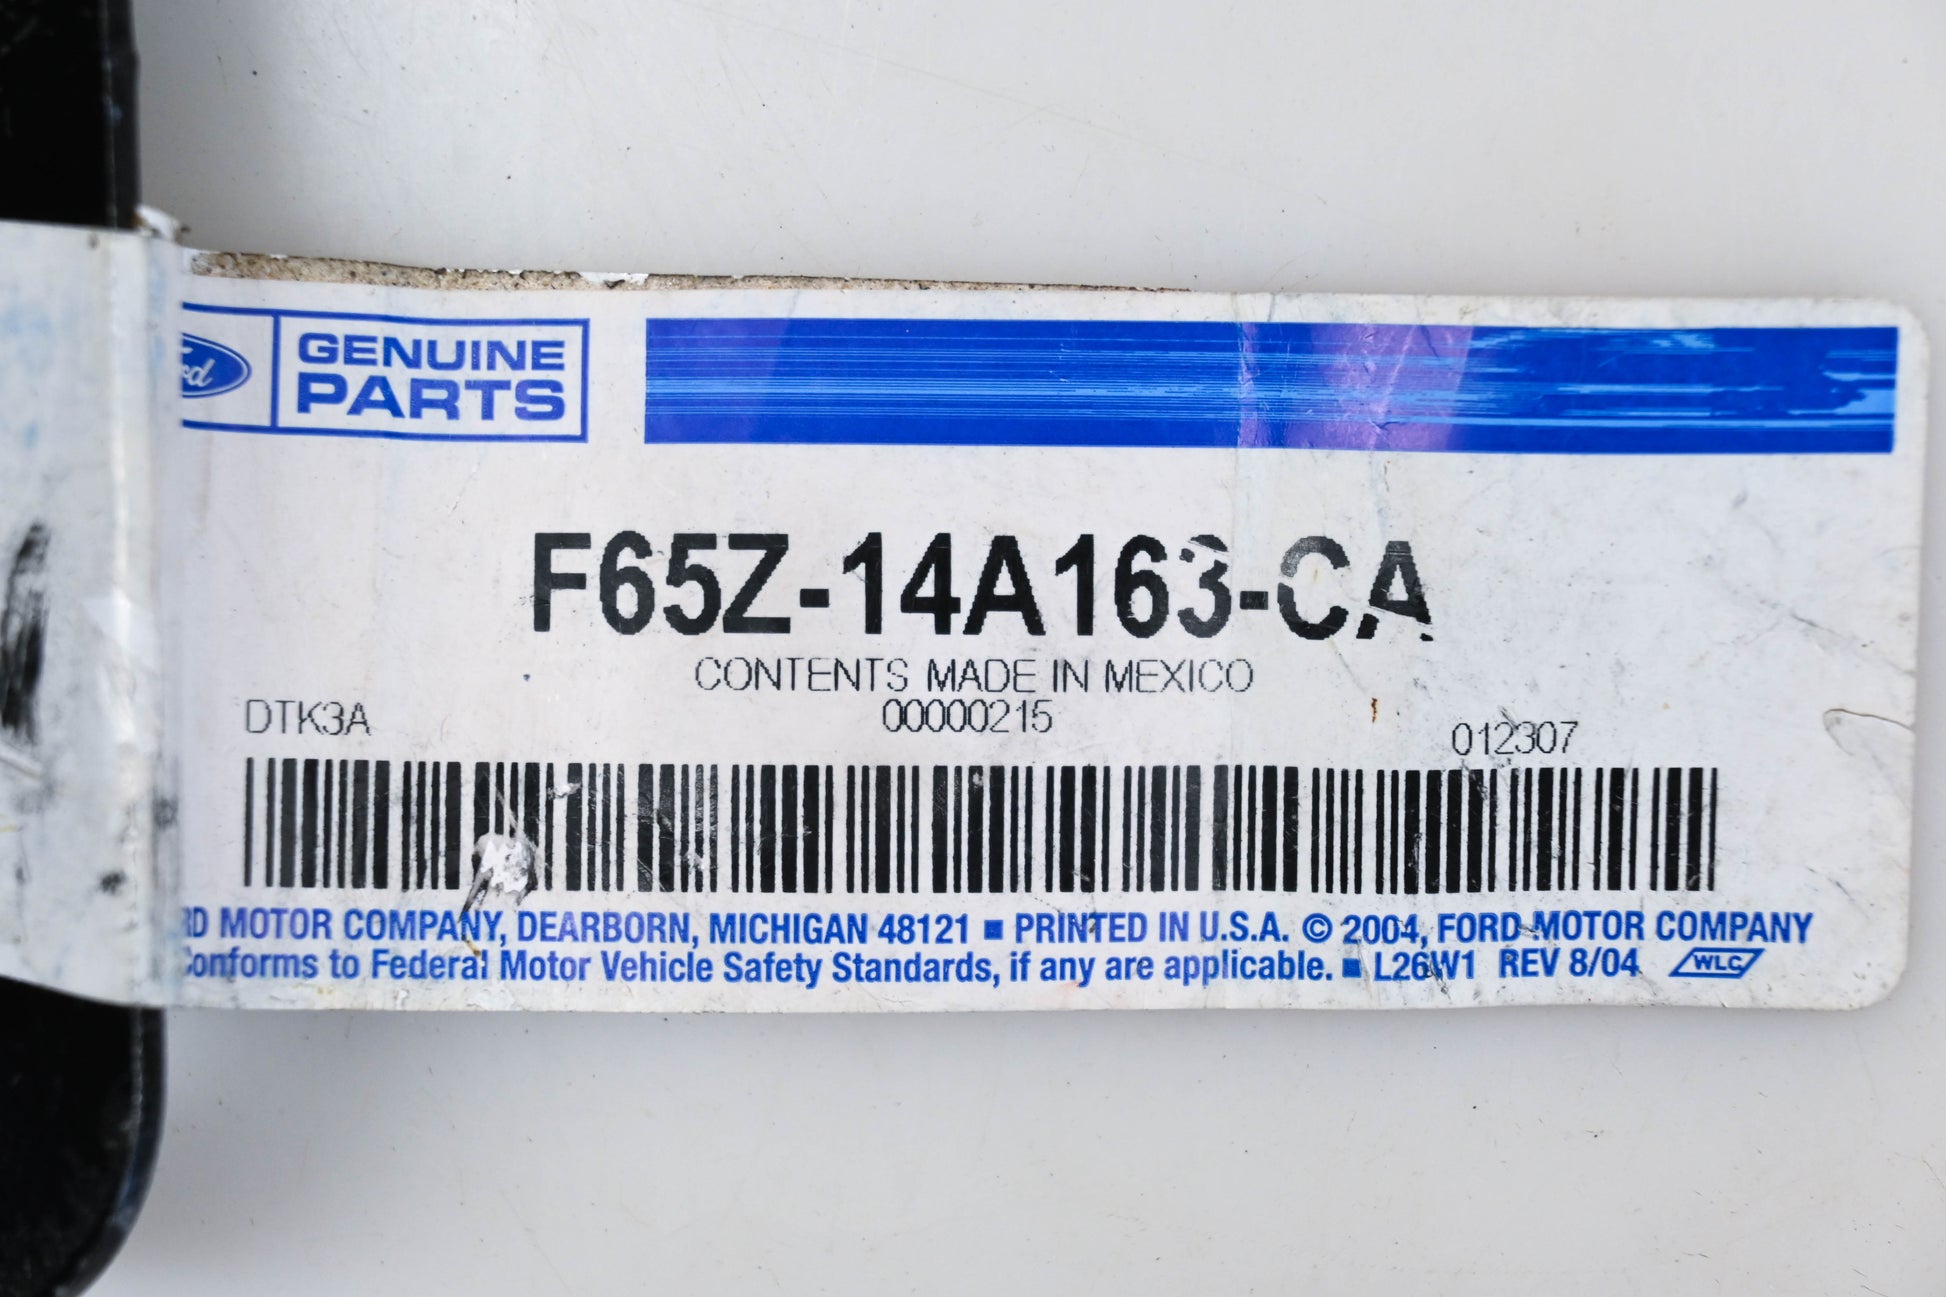 GENUINE
PARTS
F65Z-14A163-CA
CONTENTS MADE IN MEXICO
DTK3A
00000215
012307
MOTOR COMPANY, DEARBORN, MICHIGAN 48121 ■ PRINTED IN U.S.A. © 2004, FORD MOTOR COMPANY
Conforms to Federal Motor Vehicle Safety Standards, if any are applicable. ■ L26W1 REV 8/04 WLC